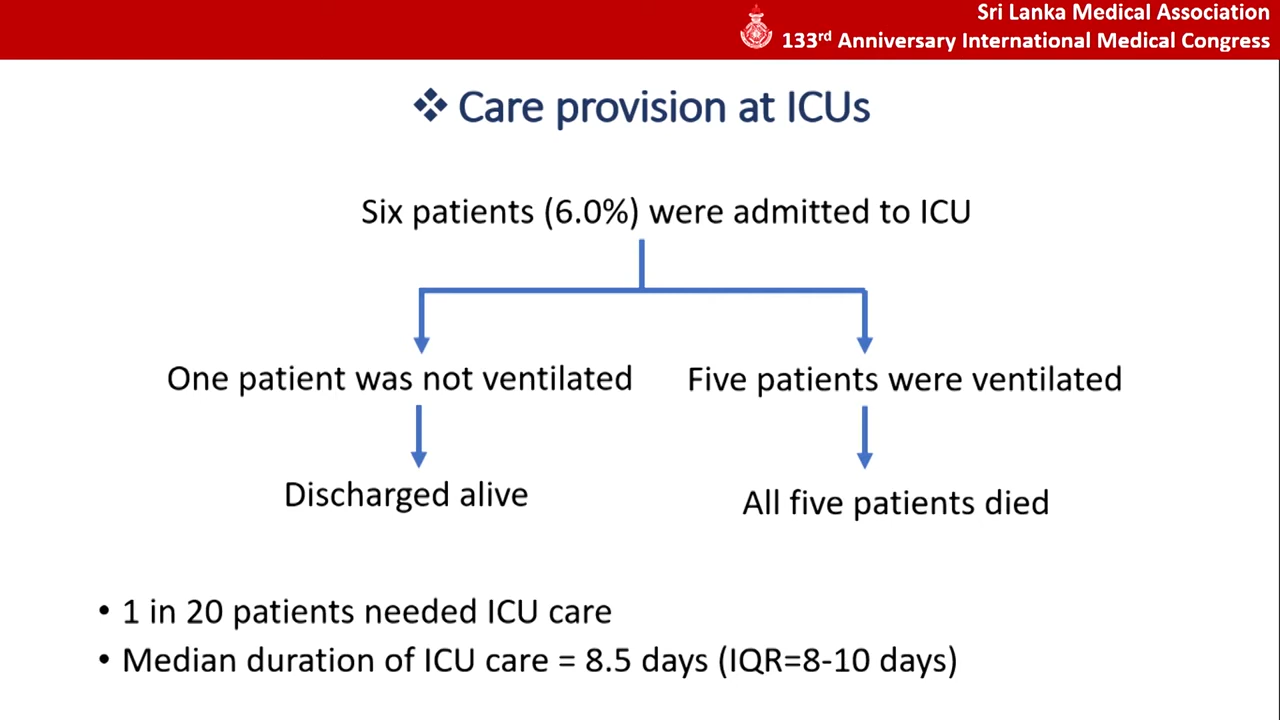 Sri Lanka Medical Association
133rd Anniversary International Medical Congress
❖ Care provision at ICUs
Six patients (6.0%) were admitted to ICU
One patient was not ventilated
Five patients were ventilated
Discharged alive
All five patients died
• 1 in 20 patients needed ICU care
• Median duration of ICU care = 8.5 days (IQR=8-10 days)